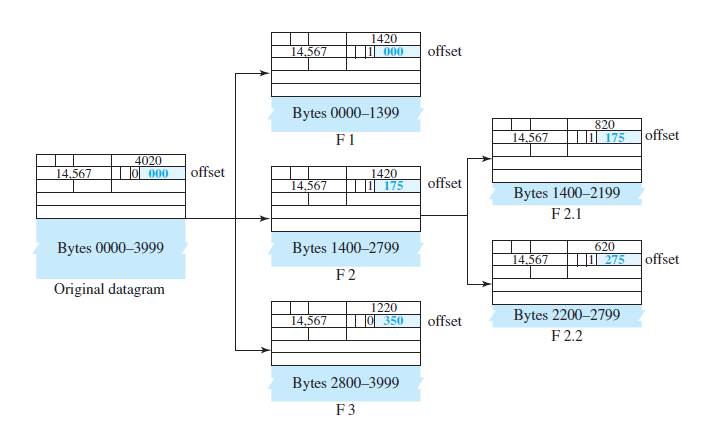 1420
14,567 1 000 offset
Bytes 0000–1399
F 1
4020
14,567 0 000 offset
Bytes 0000–3999
Original datagram
1420
14,567 1 175 offset
Bytes 1400–2799
F 2
1220
14,567 0 350 offset
Bytes 2800–3999
F 3
820
14,567 1 175 offset
Bytes 1400–2199
F 2.1
620
14,567 1 275 offset
Bytes 2200–2799
F 2.2